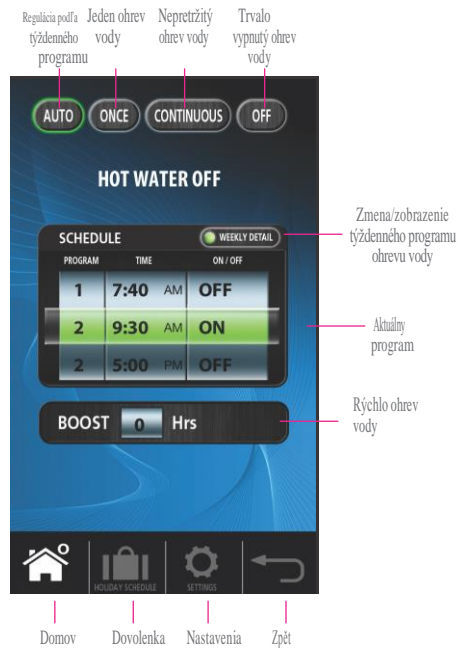 Regulácia podľa
týždenného
programu
Jeden ohrev
vody
Nepretržitý
ohrev vody
Trvalo
vypnutý ohrev
vody
AUTO
ONCE
CONTINUOUS
OFF
HOT WATER OFF
SCHEDULE
WEEKLY DETAIL
PROGRAM TIME ON / OFF
1 7:40 AM OFF
2 9:30 AM ON
2 5:00 PM OFF
Zmena/zobrazenie
týždenného programu
ohrevu vody
Aktuálny
program
BOOST 0 Hrs
Rýchlo ohrev
vody
HOLIDAY SCHEDULE
SETTINGS
Domov
Dovolenka
Nastavenia
Zpět